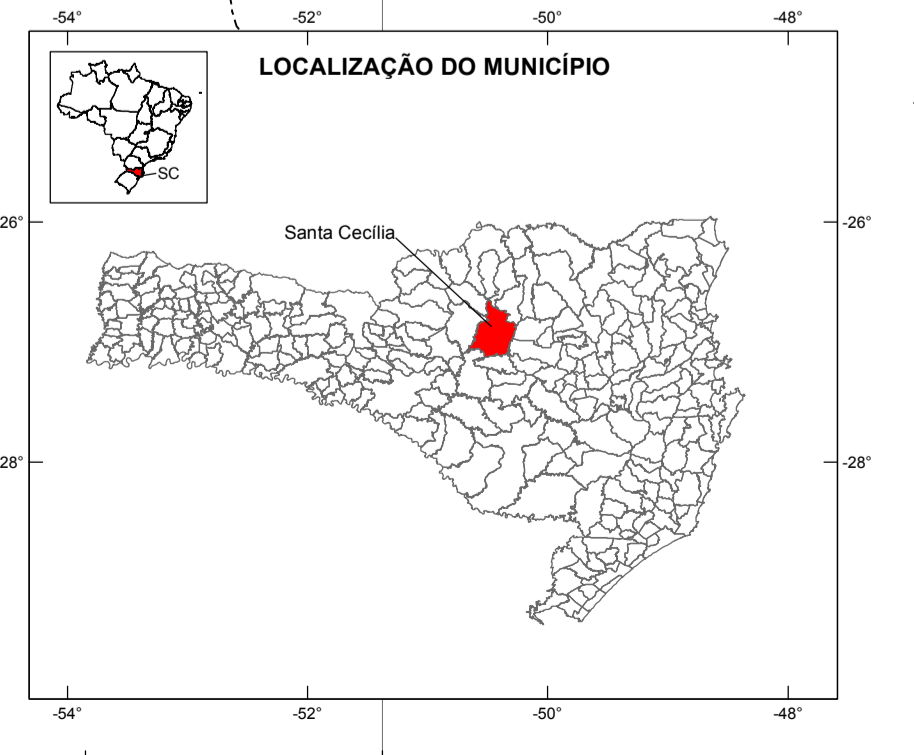 -54° -52° -50° -48°
LOCALIZAÇÃO DO MUNICÍPIO
SC
26° -26°
Santa Cecília
28° -28°
-54° -52° -50° -48°